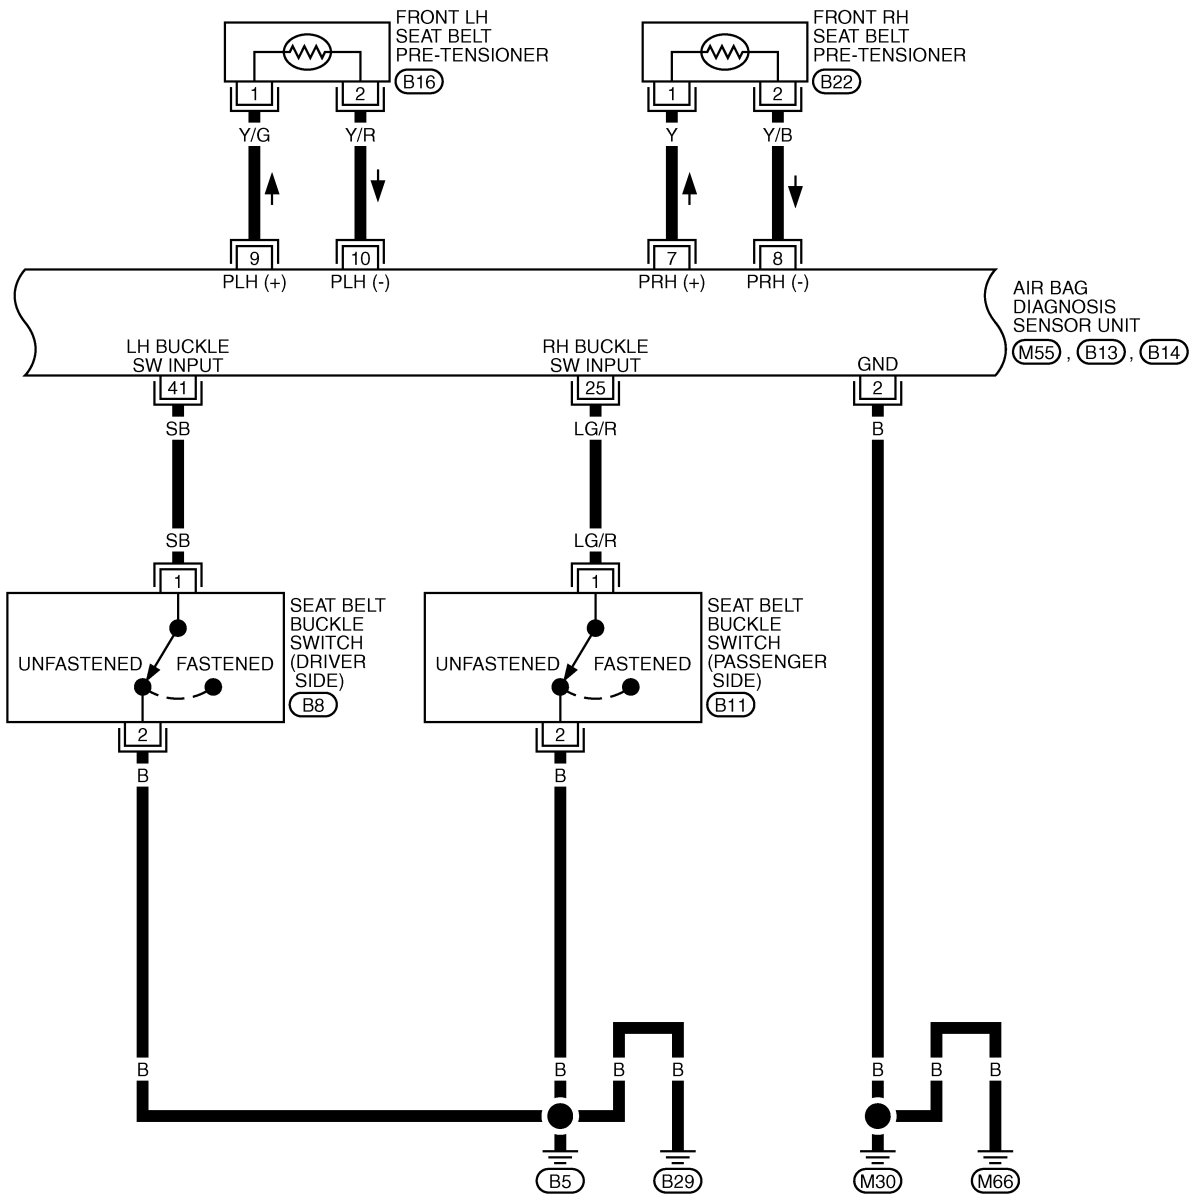 FRONT LH
SEAT BELT
PRE-TENSIONER
B16
FRONT RH
SEAT BELT
PRE-TENSIONER
B22
1
2
1
2
Y/G
Y/R
Y
Y/B
9
10
7
8
PLH (+)
PLH (-)
PRH (+)
PRH (-)
AIR BAG
DIAGNOSIS
SENSOR UNIT
M55 , B13 , B14
LH BUCKLE
SW INPUT
RH BUCKLE
SW INPUT
GND
41
25
2
SB
LG/R
B
SB
LG/R
1
1
SEAT BELT
BUCKLE
SWITCH
(DRIVER
SIDE)
B8
UNFASTENED
FASTENED
SEAT BELT
BUCKLE
SWITCH
(PASSENGER
SIDE)
B11
UNFASTENED
FASTENED
2
2
B
B
B
B
B
B
B
B
B
B5
B29
M30
M66